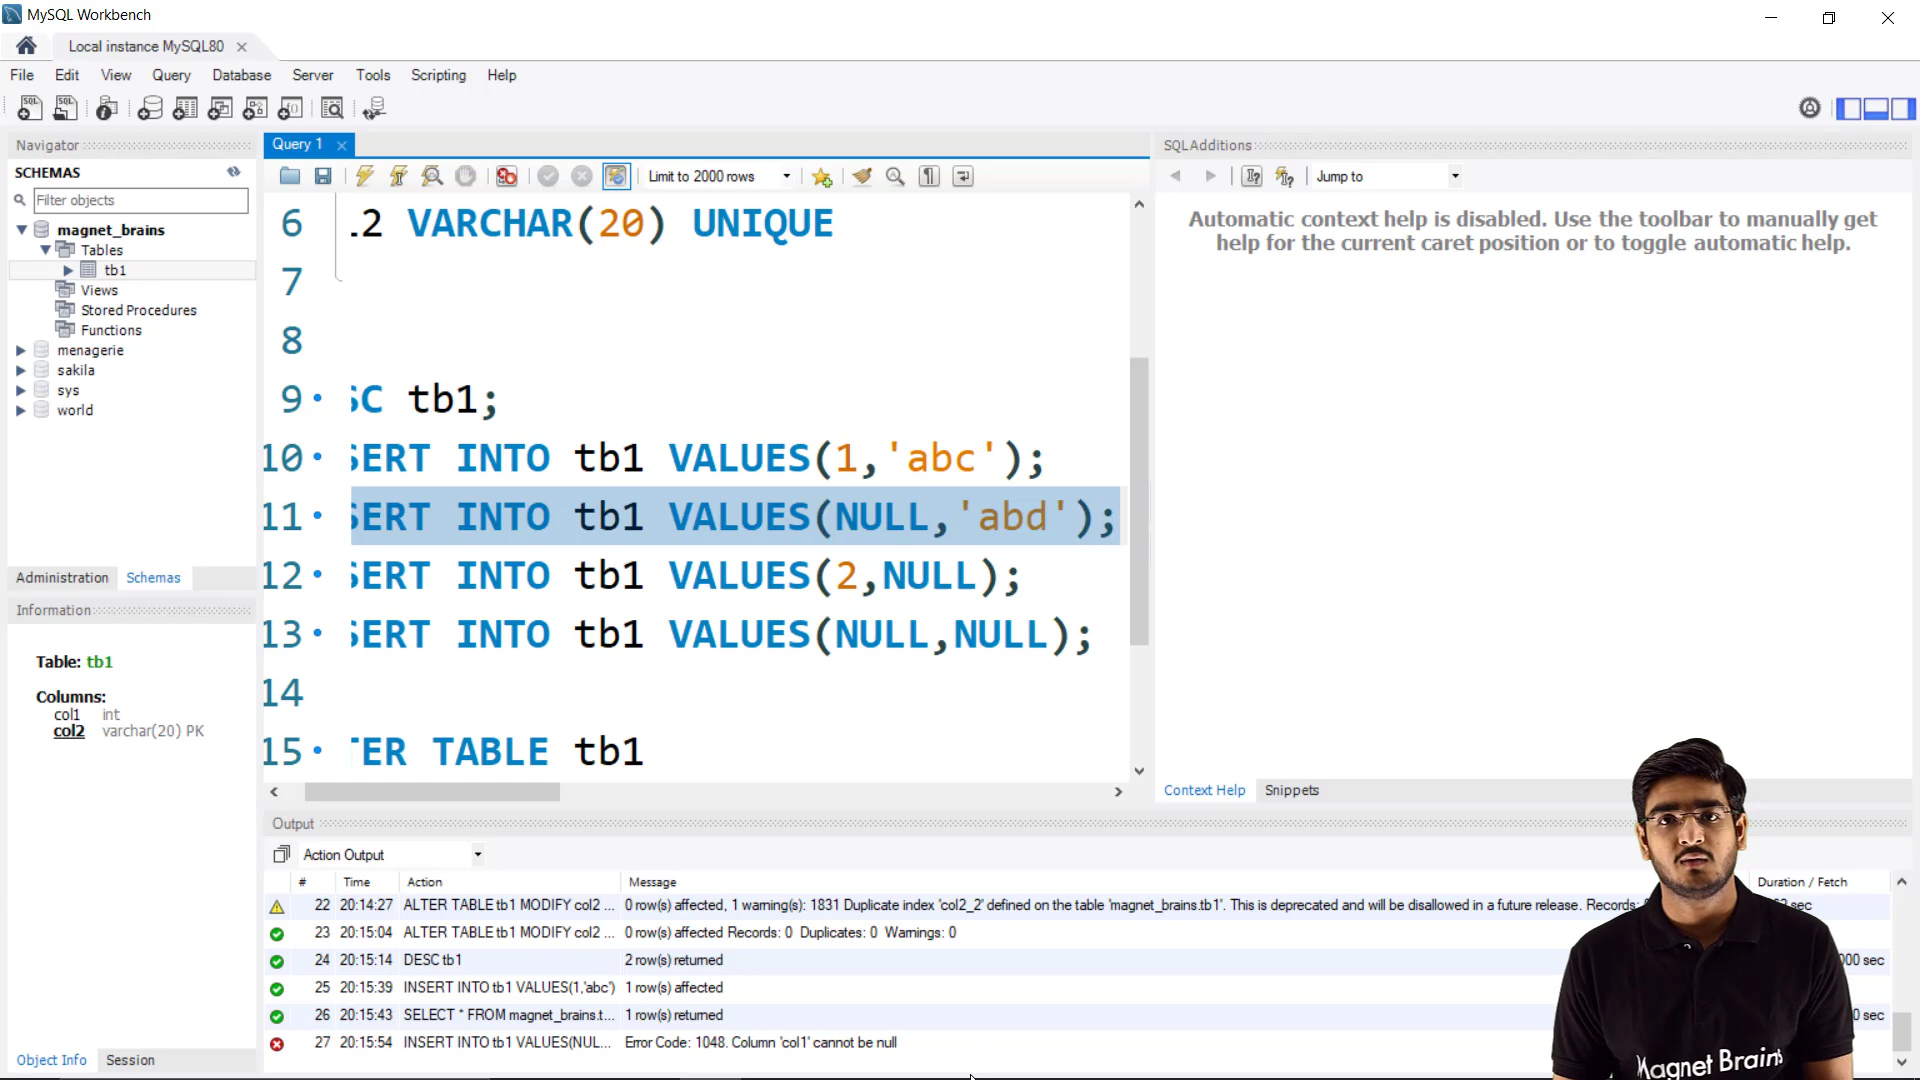 MySQL Workbench
Local instance MySQL80
File Edit View Query Database Server Tools Scripting Help
Navigator
SCHEMAS
Filter objects
magnet_brains
Tables
tb1
Views
Stored Procedures
Functions
menagerie
sakila
sys
world
Administration Schemas
Information
Table: tb1
Columns:
col1 int
col2 varchar(20) PK
Object Info Session
Query 1
Limit to 2000 rows
6 .2 VARCHAR(20) UNIQUE
7
8
9 SC tb1;
10 SERT INTO tb1 VALUES(1,'abc');
11 SERT INTO tb1 VALUES(NULL,'abd');
12 SERT INTO tb1 VALUES(2,NULL);
13 SERT INTO tb1 VALUES(NULL,NULL);
14
15 TER TABLE tb1
SQLAdditions
Jump to
Automatic context help is disabled. Use the toolbar to manually get
help for the current caret position or to toggle automatic help.
Context Help Snippets
Output
Action Output
# Time Action Message Duration / Fetch
22 20:14:27 ALTER TABLE tb1 MODIFY col2 ... 0 row(s) affected, 1 warning(s): 1831 Duplicate index 'col2_2' defined on the table 'magnet_brains.tb1'. This is deprecated and will be disallowed in a future release. Records: sec
23 20:15:04 ALTER TABLE tb1 MODIFY col2 ... 0 row(s) affected Records: 0 Duplicates: 0 Warnings: 0
24 20:15:14 DESC tb1 2 row(s) returned 000 sec
25 20:15:39 INSERT INTO tb1 VALUES(1,'abc') 1 row(s) affected
26 20:15:43 SELECT * FROM magnet_brains.t... 1 row(s) returned 0 sec
27 20:15:54 INSERT INTO tb1 VALUES(NUL... Error Code: 1048. Column 'col1' cannot be null
Magnet Brains